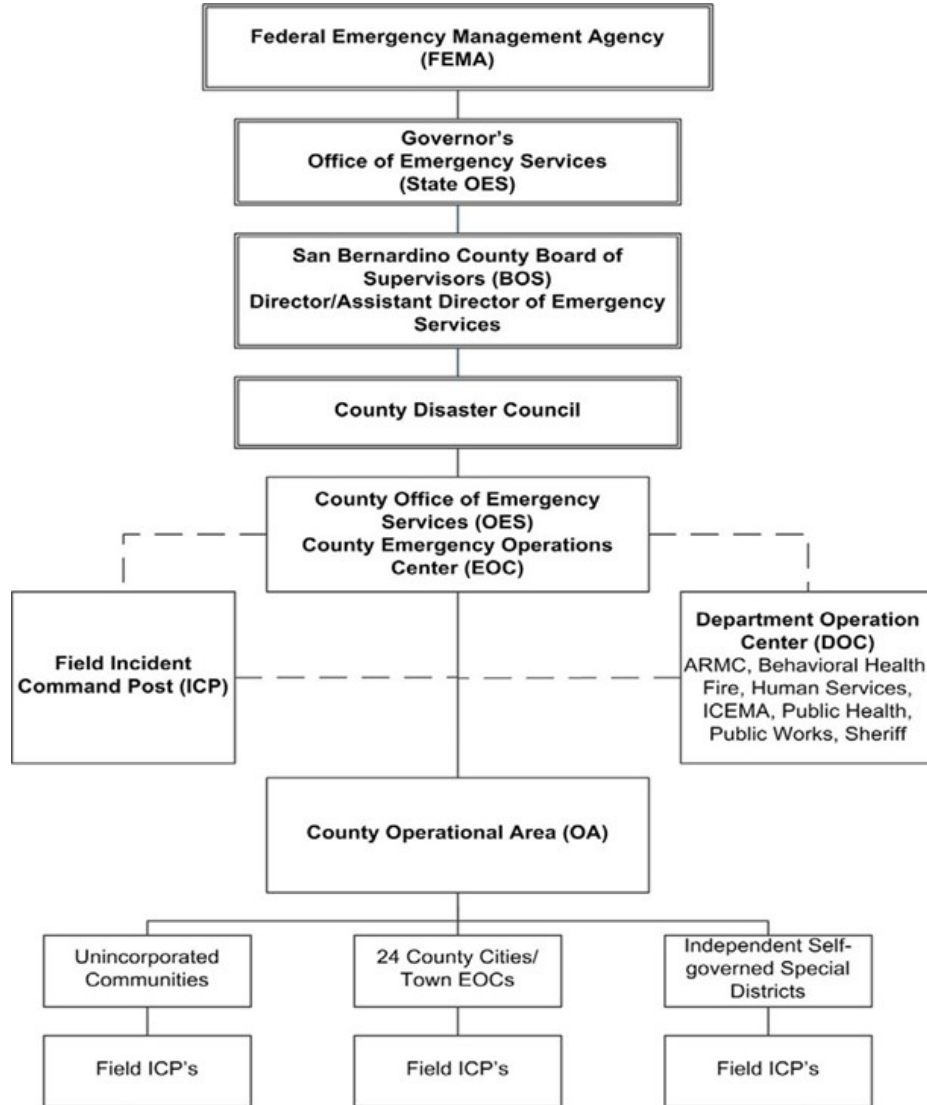 Federal Emergency Management Agency
(FEMA)
Governor's
Office of Emergency Services
(State OES)
San Bernardino County Board of
Supervisors (BOS)
Director/Assistant Director of Emergency
Services
County Disaster Council
County Office of Emergency
Services (OES)
County Emergency Operations
Center (EOC)
Field Incident
Command Post (ICP)
Department Operation
Center (DOC)
ARMC, Behavioral Health
Fire, Human Services,
ICEMA, Public Health,
Public Works, Sheriff
County Operational Area (OA)
Unincorporated
Communities
24 County Cities/
Town EOCs
Independent Self-
governed Special
Districts
Field ICP's
Field ICP's
Field ICP's